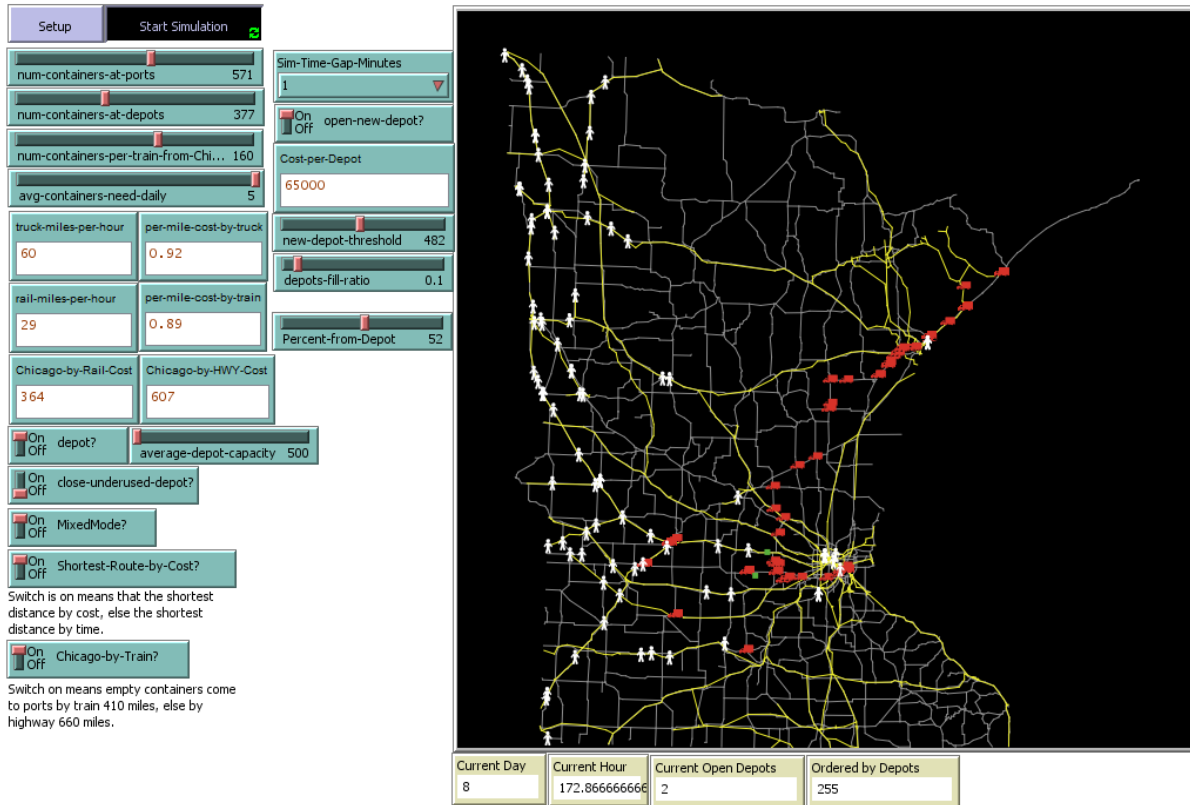 Setup
Start Simulation
num-containers-at-ports 571
num-containers-at-depots 377
num-containers-per-train-from-Chi... 160
avg-containers-need-daily 5
truck-miles-per-hour
60
per-mile-cost-by-truck
0.92
rail-miles-per-hour
29
per-mile-cost-by-train
0.89
Chicago-by-Rail-Cost
364
Chicago-by-HWY-Cost
607
On
Off
depot?
average-depot-capacity 500
On
Off
close-underused-depot?
On
Off
MixedMode?
On
Off
Shortest-Route-by-Cost?
Switch is on means that the shortest
distance by cost, else the shortest
distance by time.
On
Off
Chicago-by-Train?
Switch on means empty containers come
to ports by train 410 miles, else by
highway 660 miles.
Sim-Time-Gap-Minutes
1
On
Off
open-new-depot?
Cost-per-Depot
65000
new-depot-threshold 482
depots-fill-ratio 0.1
Percent-from-Depot 52
Current Day
8
Current Hour
172.866666666
Current Open Depots
2
Ordered by Depots
255